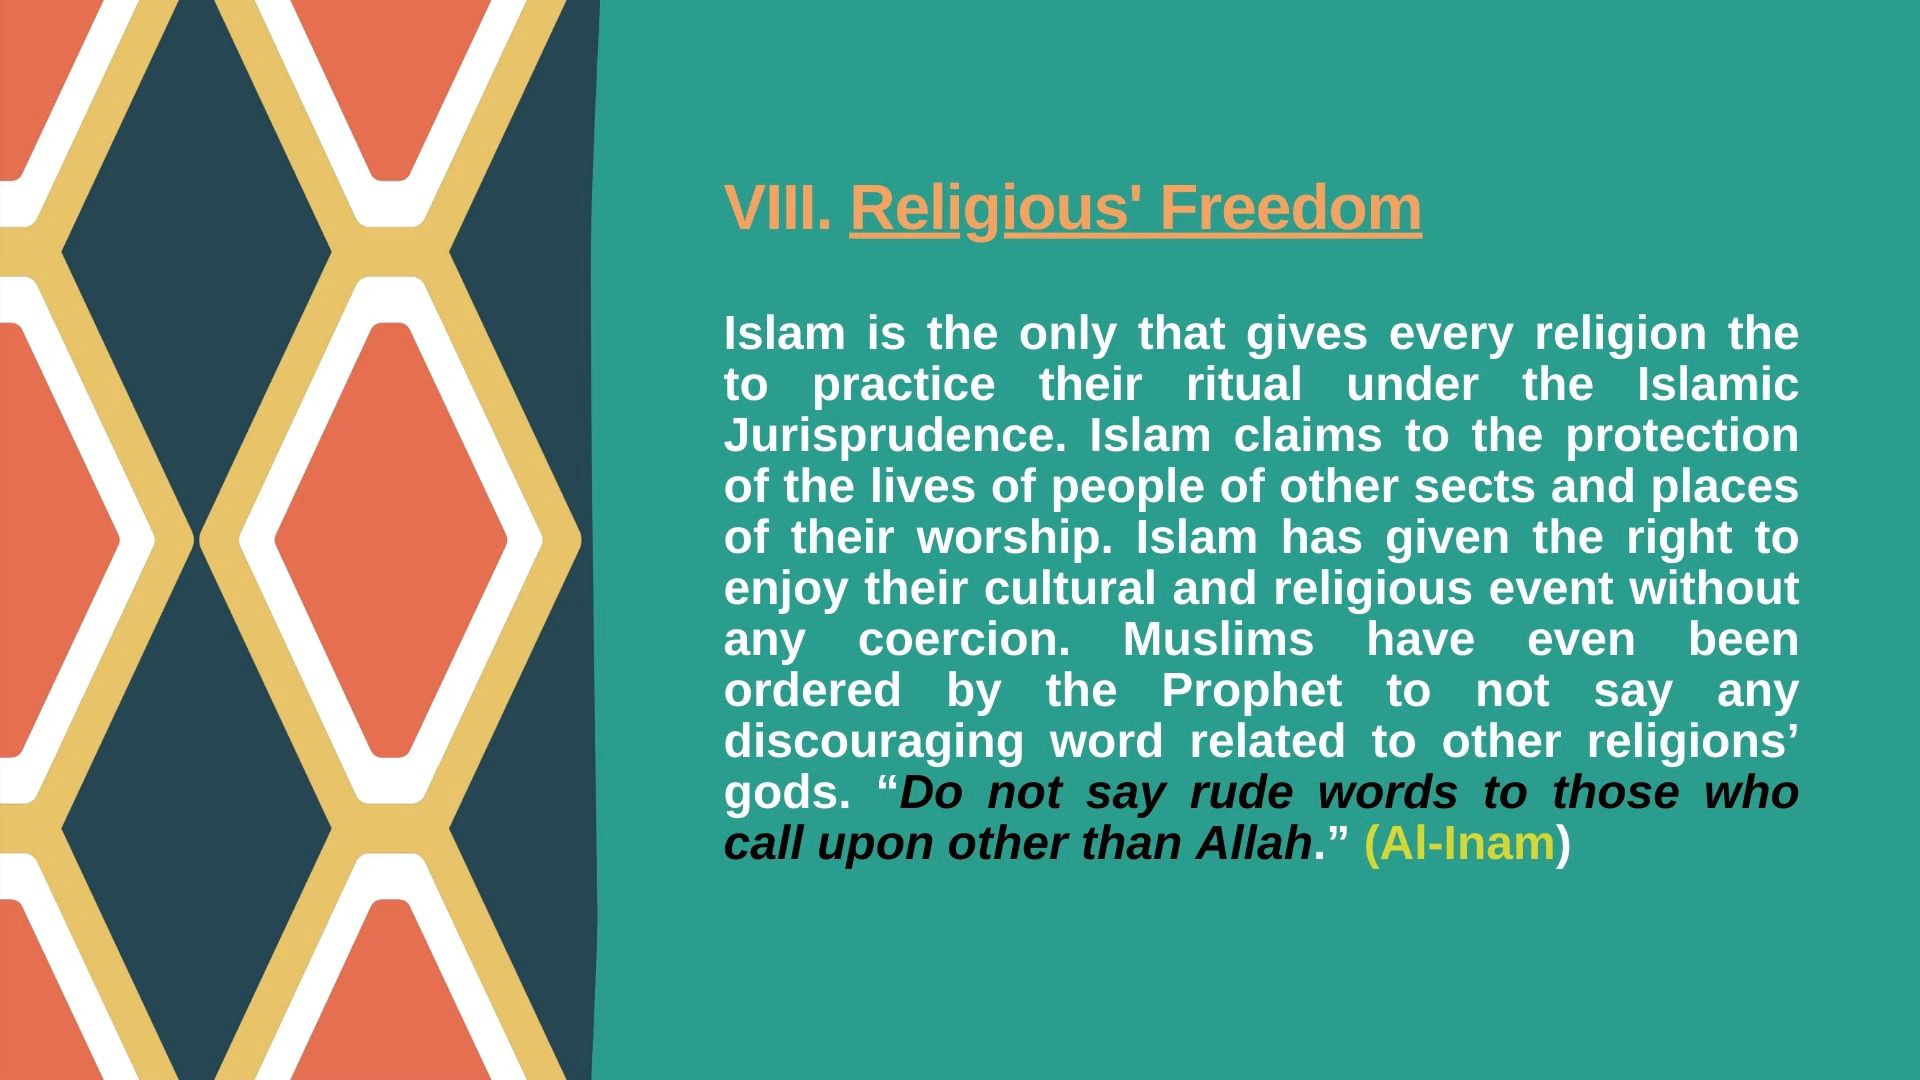 VIII. Religious' Freedom
Islam is the only that gives every religion the
to practice their ritual under the Islamic
Jurisprudence. Islam claims to the protection
of the lives of people of other sects and places
of their worship. Islam has given the right to
enjoy their cultural and religious event without
any coercion. Muslims have even been
ordered by the Prophet to not say any
discouraging word related to other religions’
gods. “Do not say rude words to those who
call upon other than Allah.” (Al-Inam)